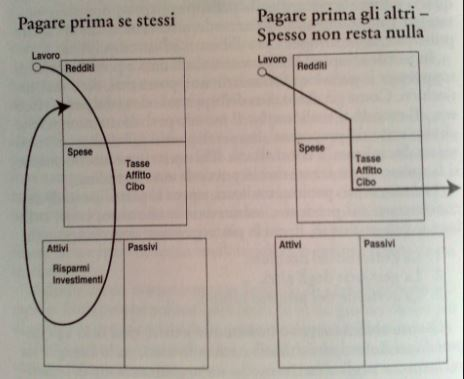 Pagare prima se stessi
Lavoro
Redditi
Spese
Tasse
Affitto
Cibo
Attivi
Passivi
Risparmi
Investimenti
Pagare prima gli altri –
Spesso non resta nulla
Lavoro
Redditi
Spese
Tasse
Affitto
Cibo
Attivi
Passivi